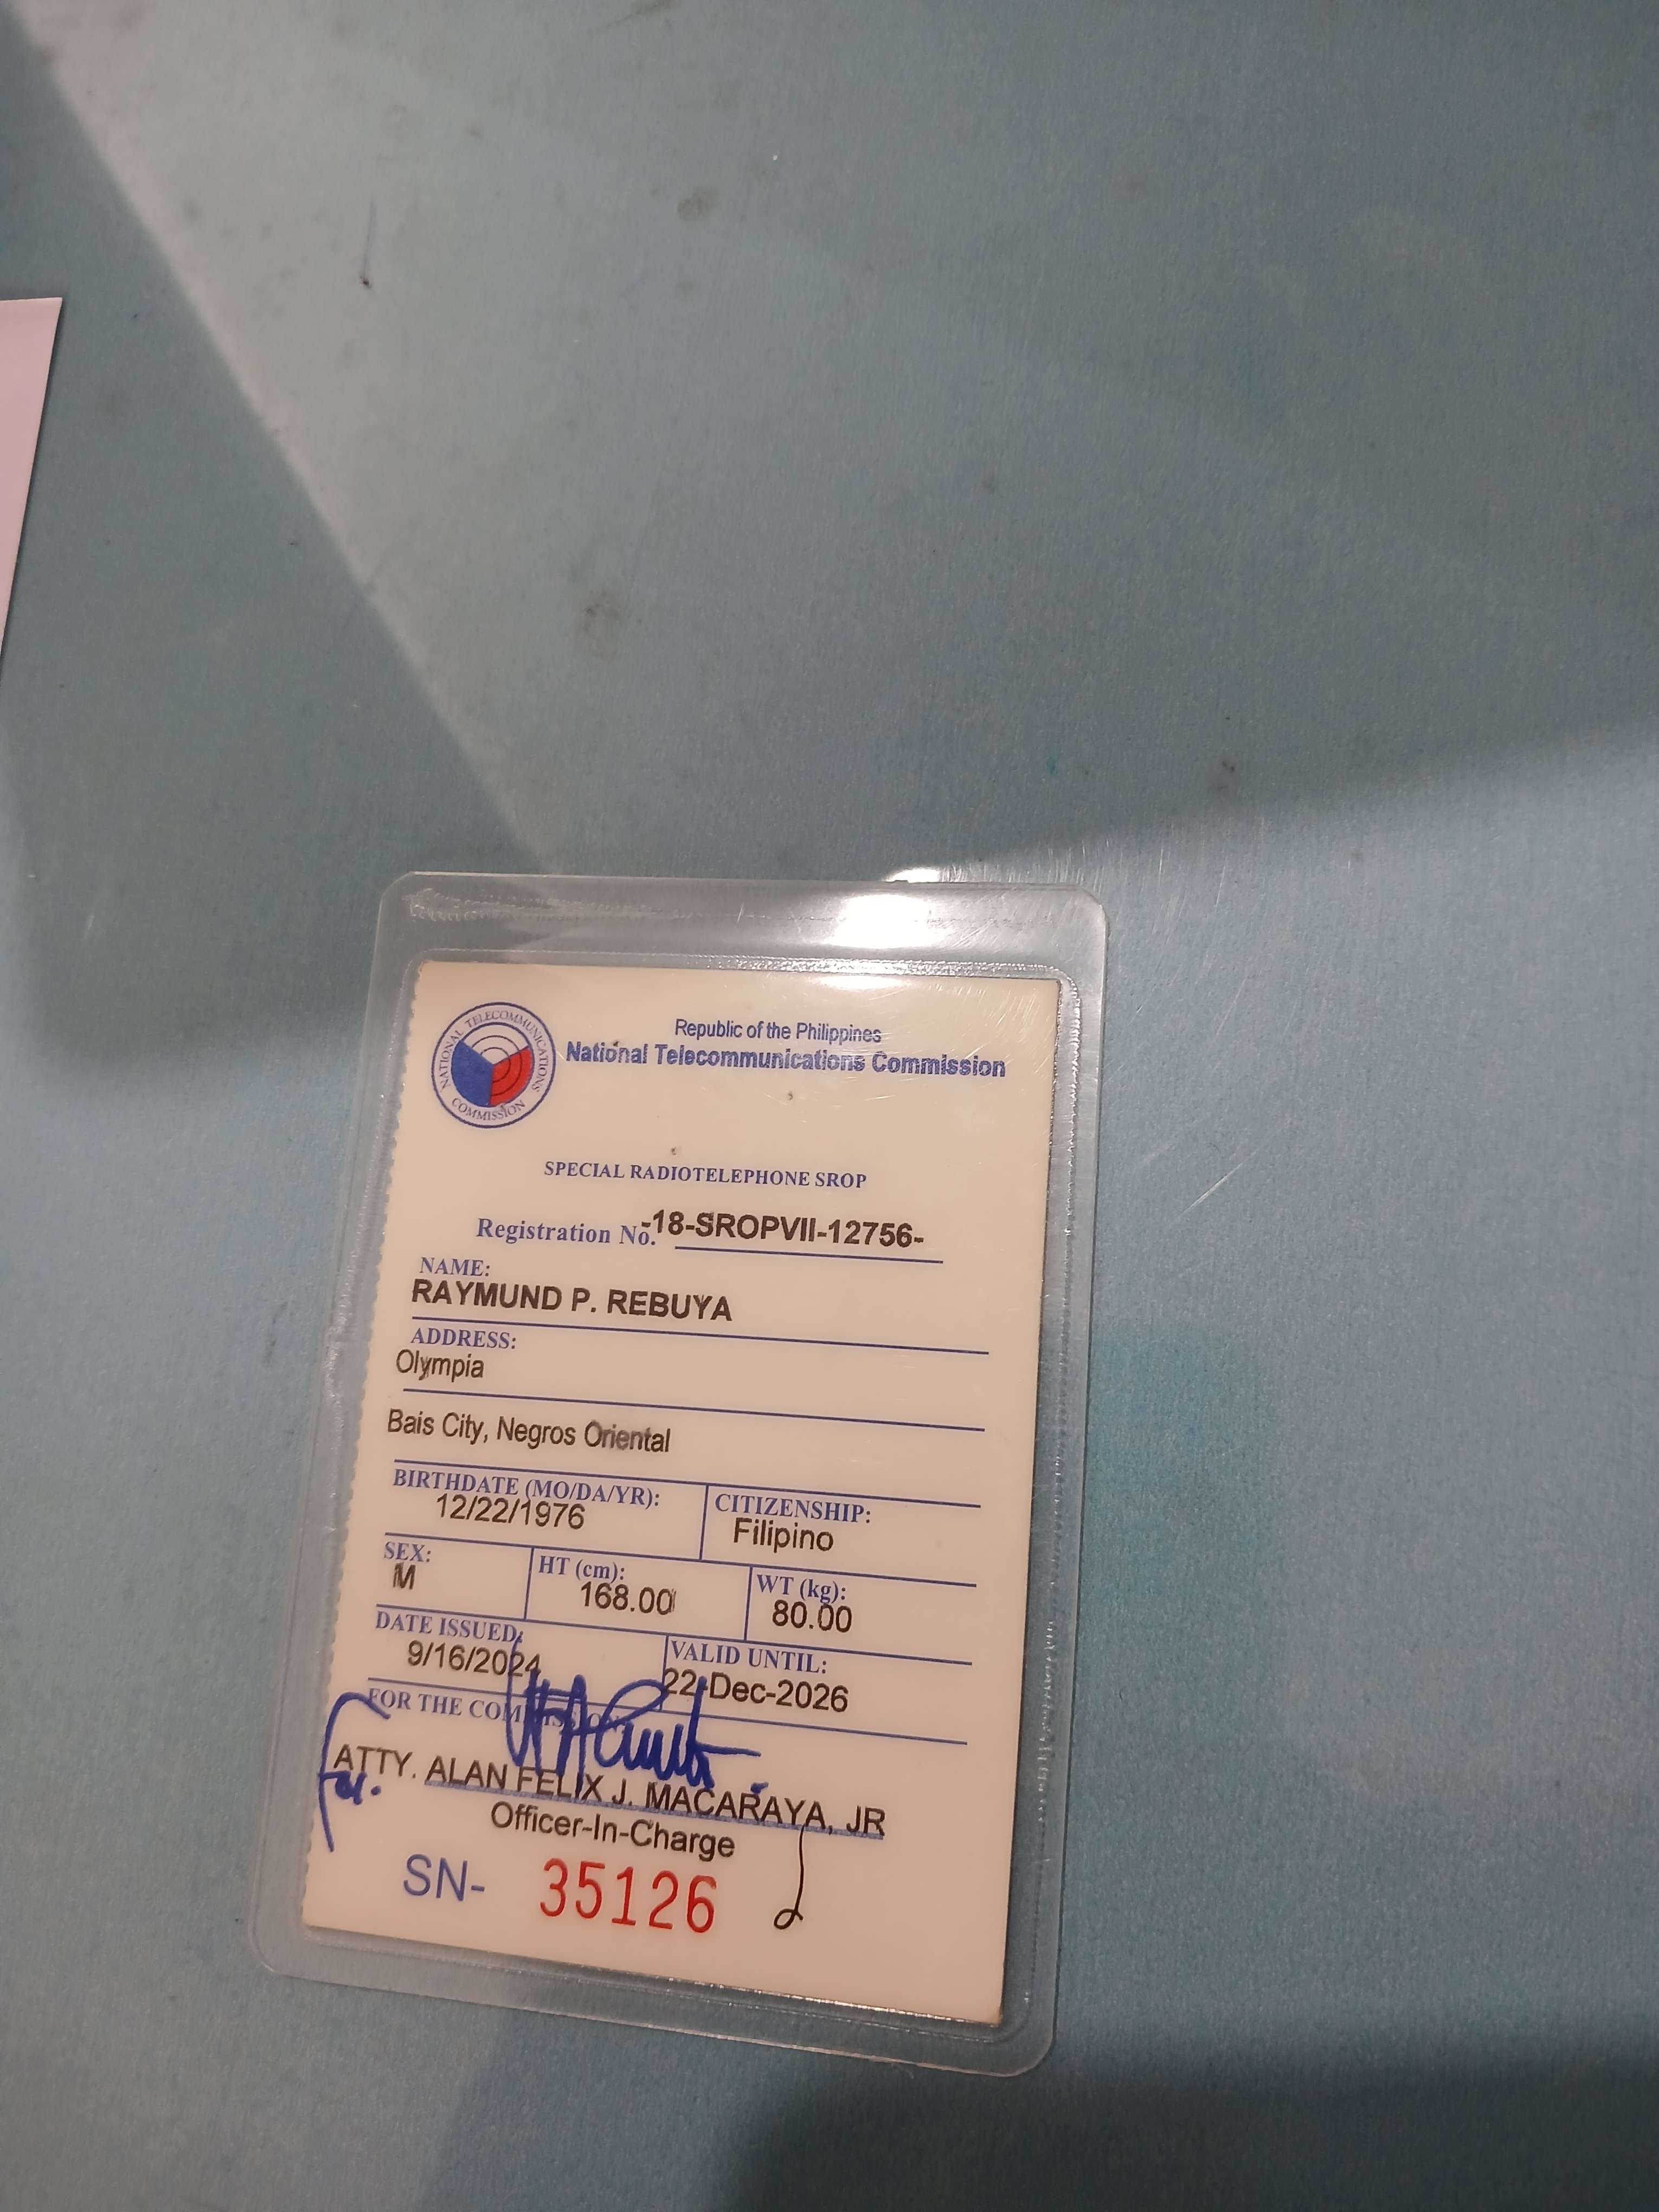 NATIONAL TELECOMMUNICATIONS COMMISSION
Republic of the Philippines
National Telecommunications Commission
SPECIAL RADIOTELEPHONE SROP
Registration No. -18-SROPVII-12756-
NAME:
RAYMUND P. REBUYA
ADDRESS:
Olympia
Bais City, Negros Oriental
BIRTHDATE (MO/DA/YR): CITIZENSHIP:
12/22/1976 Filipino
SEX: HT (cm): WT (kg):
M 168.00 80.00
DATE ISSUED: VALID UNTIL:
9/16/2024 22-Dec-2026
FOR THE COMMISSION
for.
ATTY. ALAN FELIX J. MACARAYA, JR
Officer-In-Charge
SN- 35126